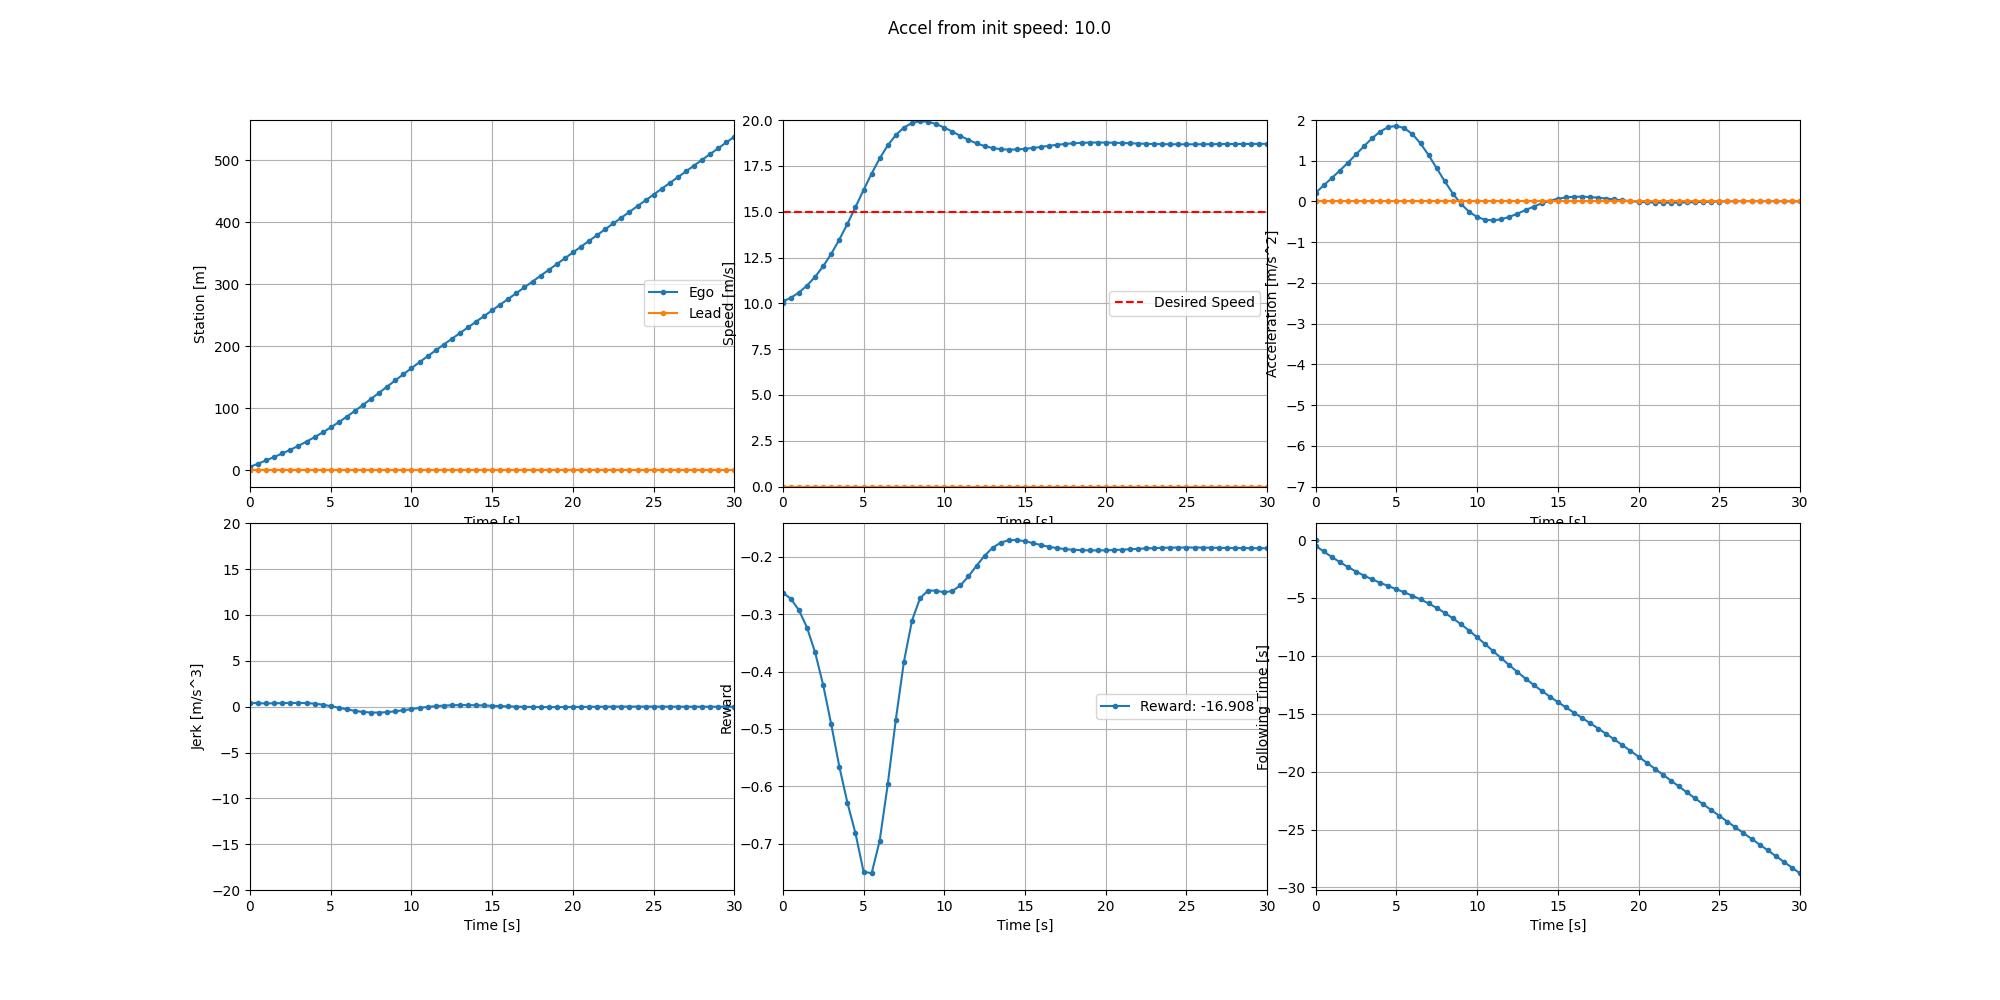 Accel from init speed: 10.0
Station [m]
500
400
300
200
100
0
0 5 10 15 20 25 30
Time [s]
Ego
Lead
Speed [m/s]
20.0
17.5
15.0
12.5
10.0
7.5
5.0
2.5
0.0
0 5 10 15 20 25 30
Time [s]
Desired Speed
Acceleration [m/s^2]
2
1
0
−1
−2
−3
−4
−5
−6
−7
0 5 10 15 20 25 30
Time [s]
Jerk [m/s^3]
20
15
10
5
0
−5
−10
−15
−20
0 5 10 15 20 25 30
Time [s]
Reward
−0.2
−0.3
−0.4
−0.5
−0.6
−0.7
0 5 10 15 20 25 30
Time [s]
Reward: -16.908
Following Time [s]
0
−5
−10
−15
−20
−25
−30
0 5 10 15 20 25 30
Time [s]